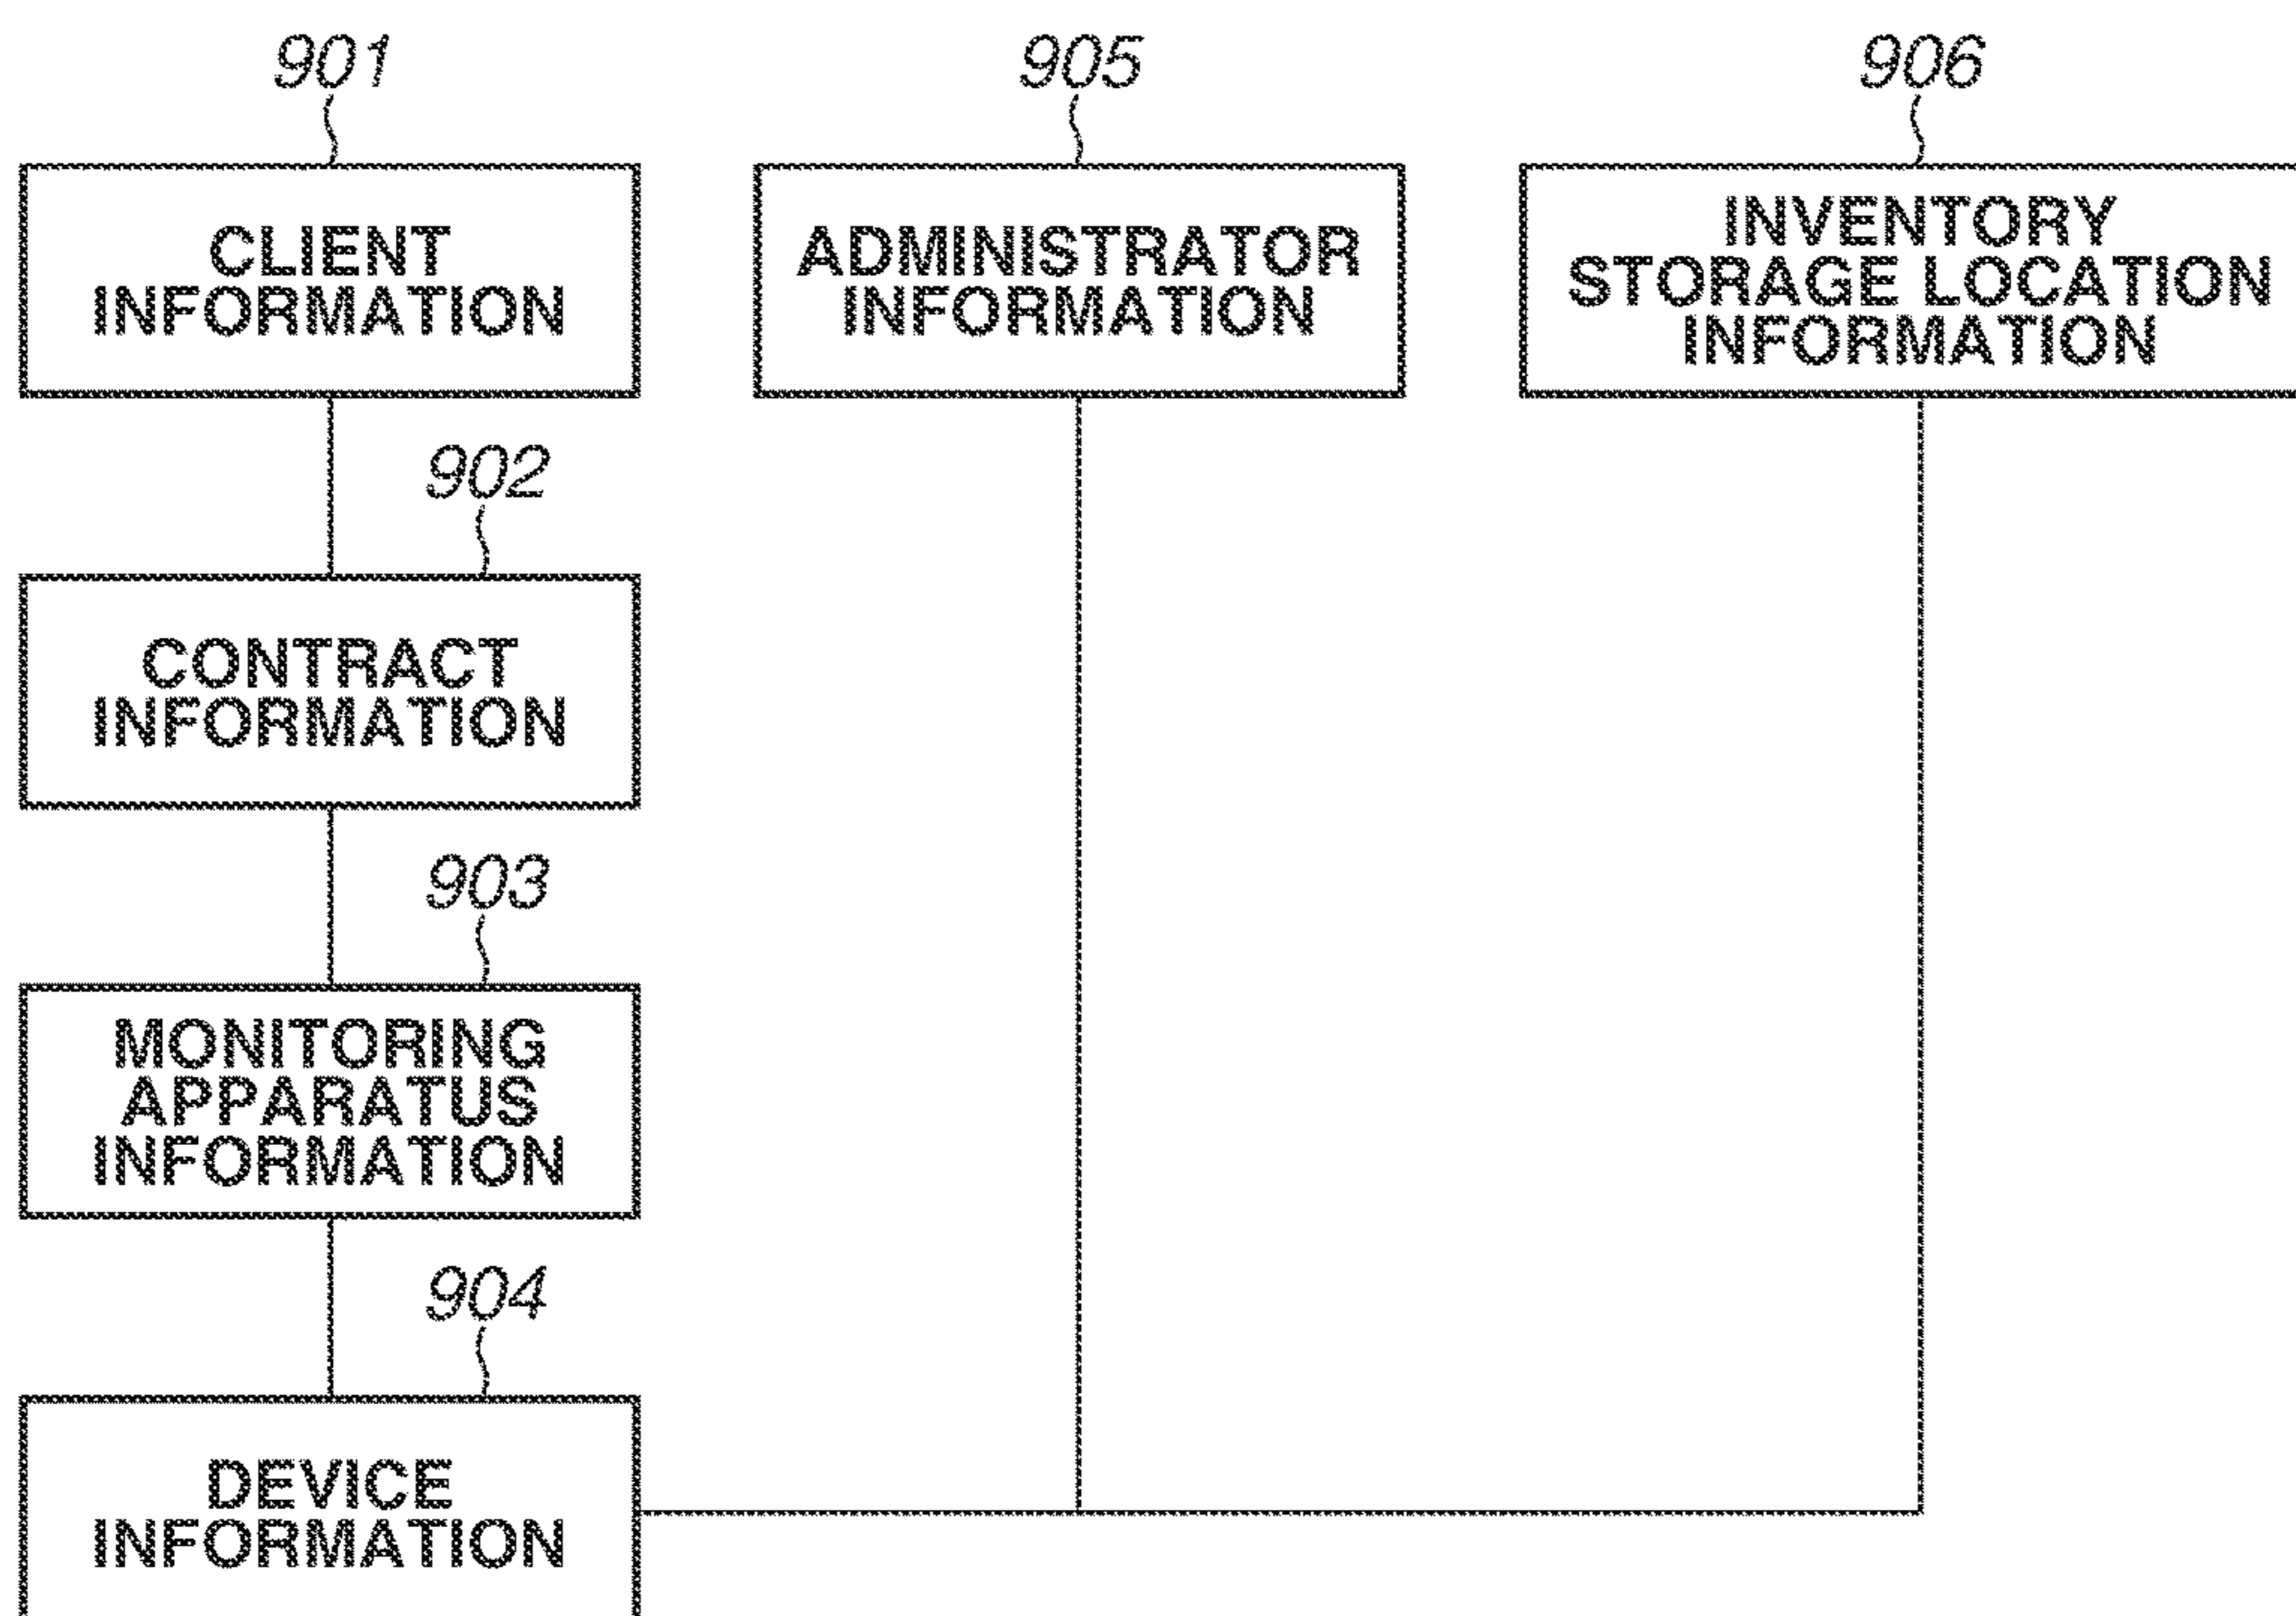 901
905
906
CLIENT
INFORMATION
ADMINISTRATOR
INFORMATION
INVENTORY
STORAGE LOCATION
INFORMATION
902
CONTRACT
INFORMATION
903
MONITORING
APPARATUS
INFORMATION
904
DEVICE
INFORMATION